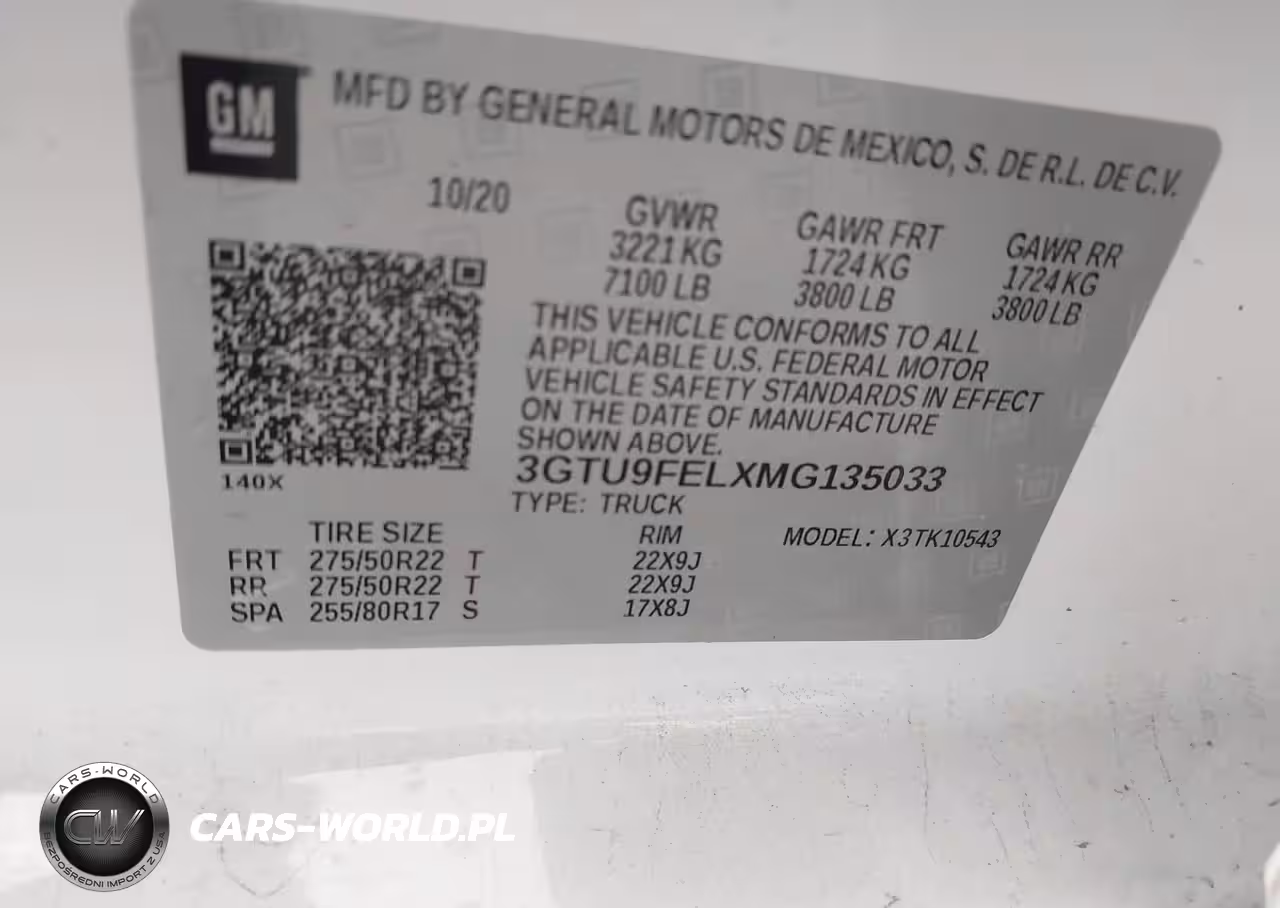 GM
MFD BY GENERAL MOTORS DE MEXICO, S. DE R.L. DE C.V.
10/20
GVWR GAWR FRT GAWR RR
3221 KG 1724 KG 1724 KG
7100 LB 3800 LB 3800 LB
THIS VEHICLE CONFORMS TO ALL
APPLICABLE U.S. FEDERAL MOTOR
VEHICLE SAFETY STANDARDS IN EFFECT
ON THE DATE OF MANUFACTURE
SHOWN ABOVE.
3GTU9FELXMG135033
140X
TYPE: TRUCK
TIRE SIZE RIM MODEL: X3TK10543
FRT 275/50R22 T 22X9J
RR 275/50R22 T 22X9J
SPA 255/80R17 S 17X8J
CARS-WORLD
CW
BEZPOŚREDNI IMPORT Z USA
CARS-WORLD.PL